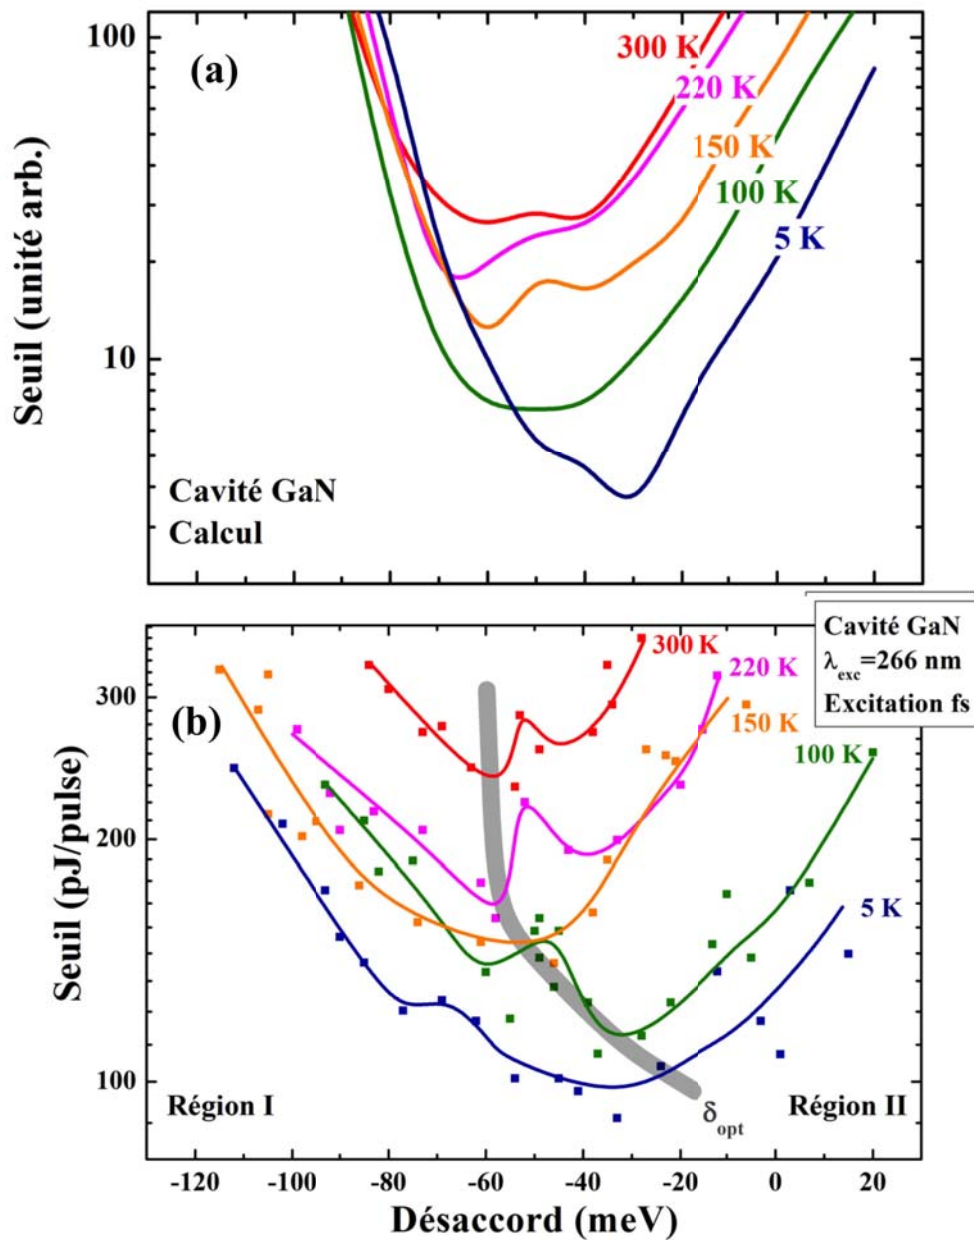 100
10
Seuil (unité arb.)
(a)
300 K
220 K
150 K
100 K
5 K
Cavité GaN
Calcul
Cavité GaN
λexc=266 nm
Excitation fs
300
200
100
Seuil (pJ/pulse)
(b)
300 K
220 K
150 K
100 K
5 K
Région I
Région II
δopt
-120 -100 -80 -60 -40 -20 0 20
Désaccord (meV)